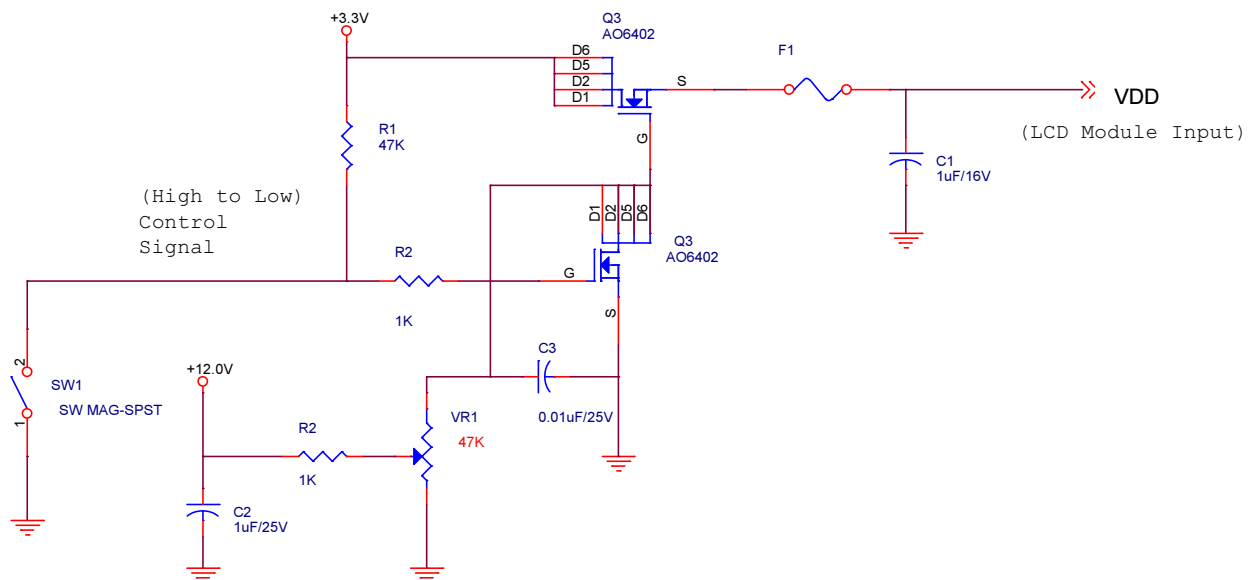 +3.3V
Q3
AO6402
D6
D5
D2
D1
S
G
F1
VDD
(LCD Module Input)
R1
47K
C1
1uF/16V
(High to Low)
Control
Signal
D1
D2
D5
D6
Q3
AO6402
R2
1K
G
S
2
1
SW1
SW MAG-SPST
+12.0V
C3
0.01uF/25V
VR1
47K
R2
1K
C2
1uF/25V